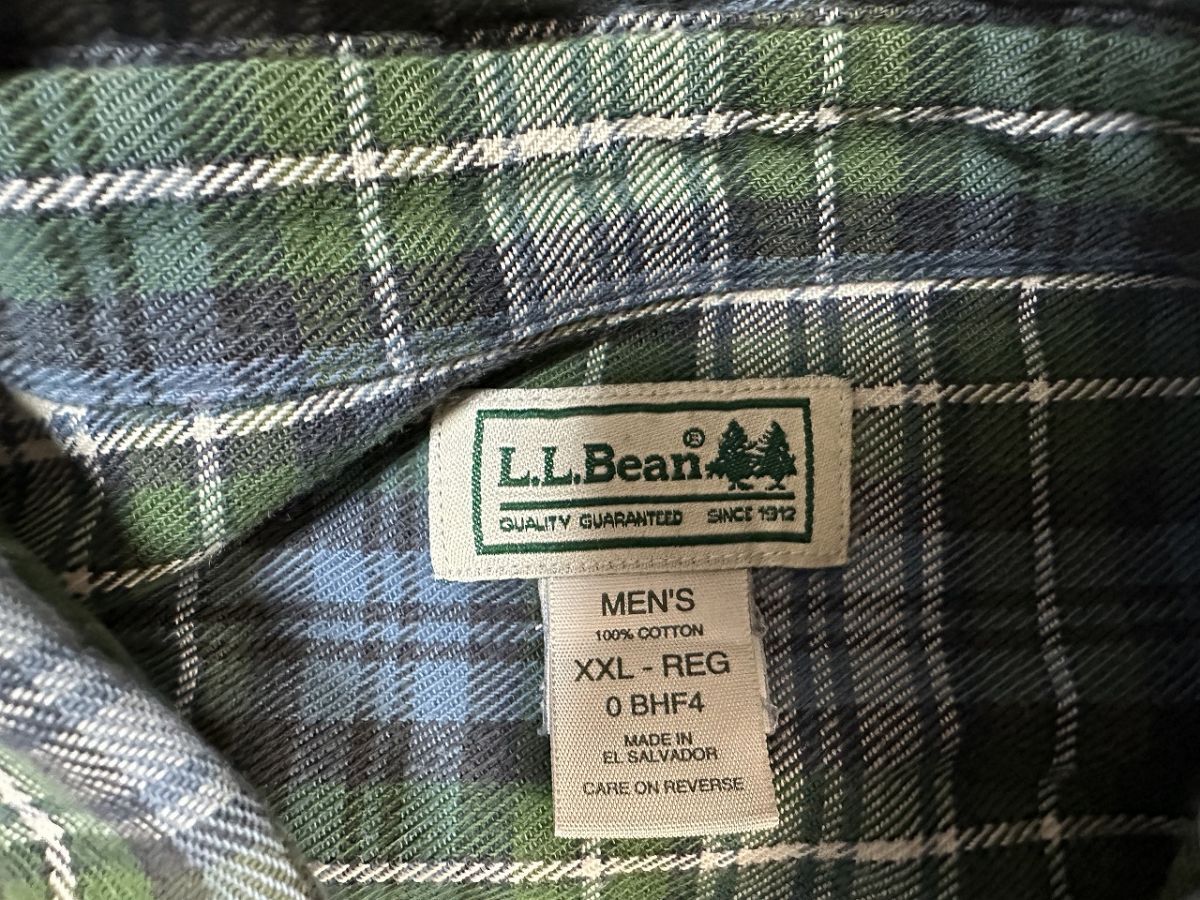 L.L.Bean®
QUALITY GUARANTEED SINCE 1912
MEN'S
100% COTTON
XXL - REG
0 BHF4
MADE IN
EL SALVADOR
CARE ON REVERSE